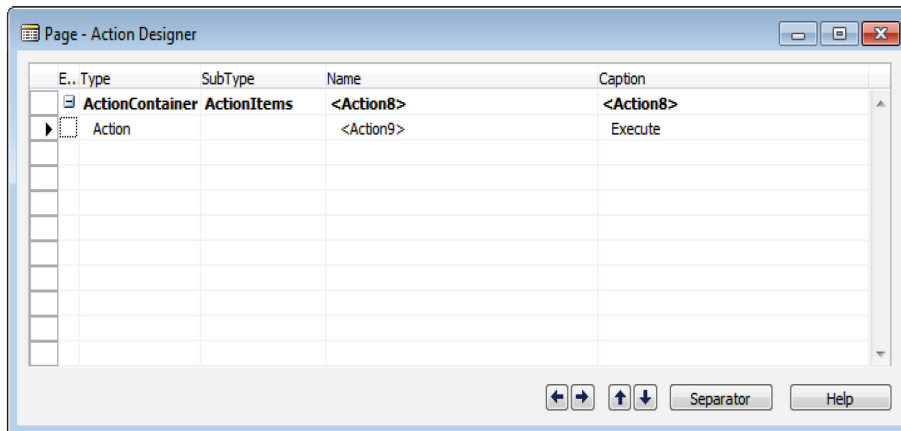 Page - Action Designer
E.. Type SubType Name Caption
ActionContainer ActionItems <Action8> <Action8>
Action <Action9> Execute
Separator Help